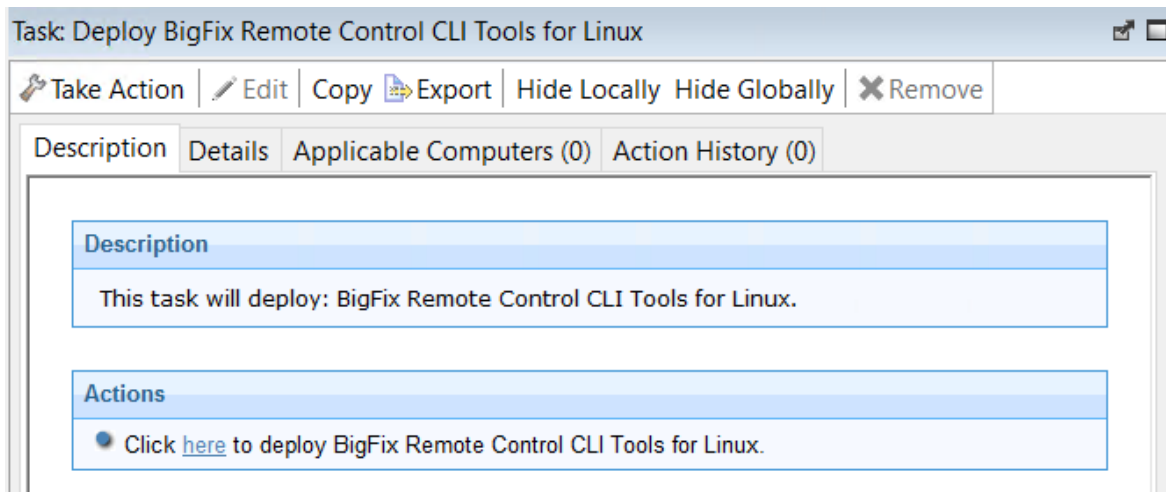 Task: Deploy BigFix Remote Control CLI Tools for Linux
Take Action Edit Copy Export Hide Locally Hide Globally Remove
Description Details Applicable Computers (0) Action History (0)
Description
This task will deploy: BigFix Remote Control CLI Tools for Linux.
Actions
Click here to deploy BigFix Remote Control CLI Tools for Linux.